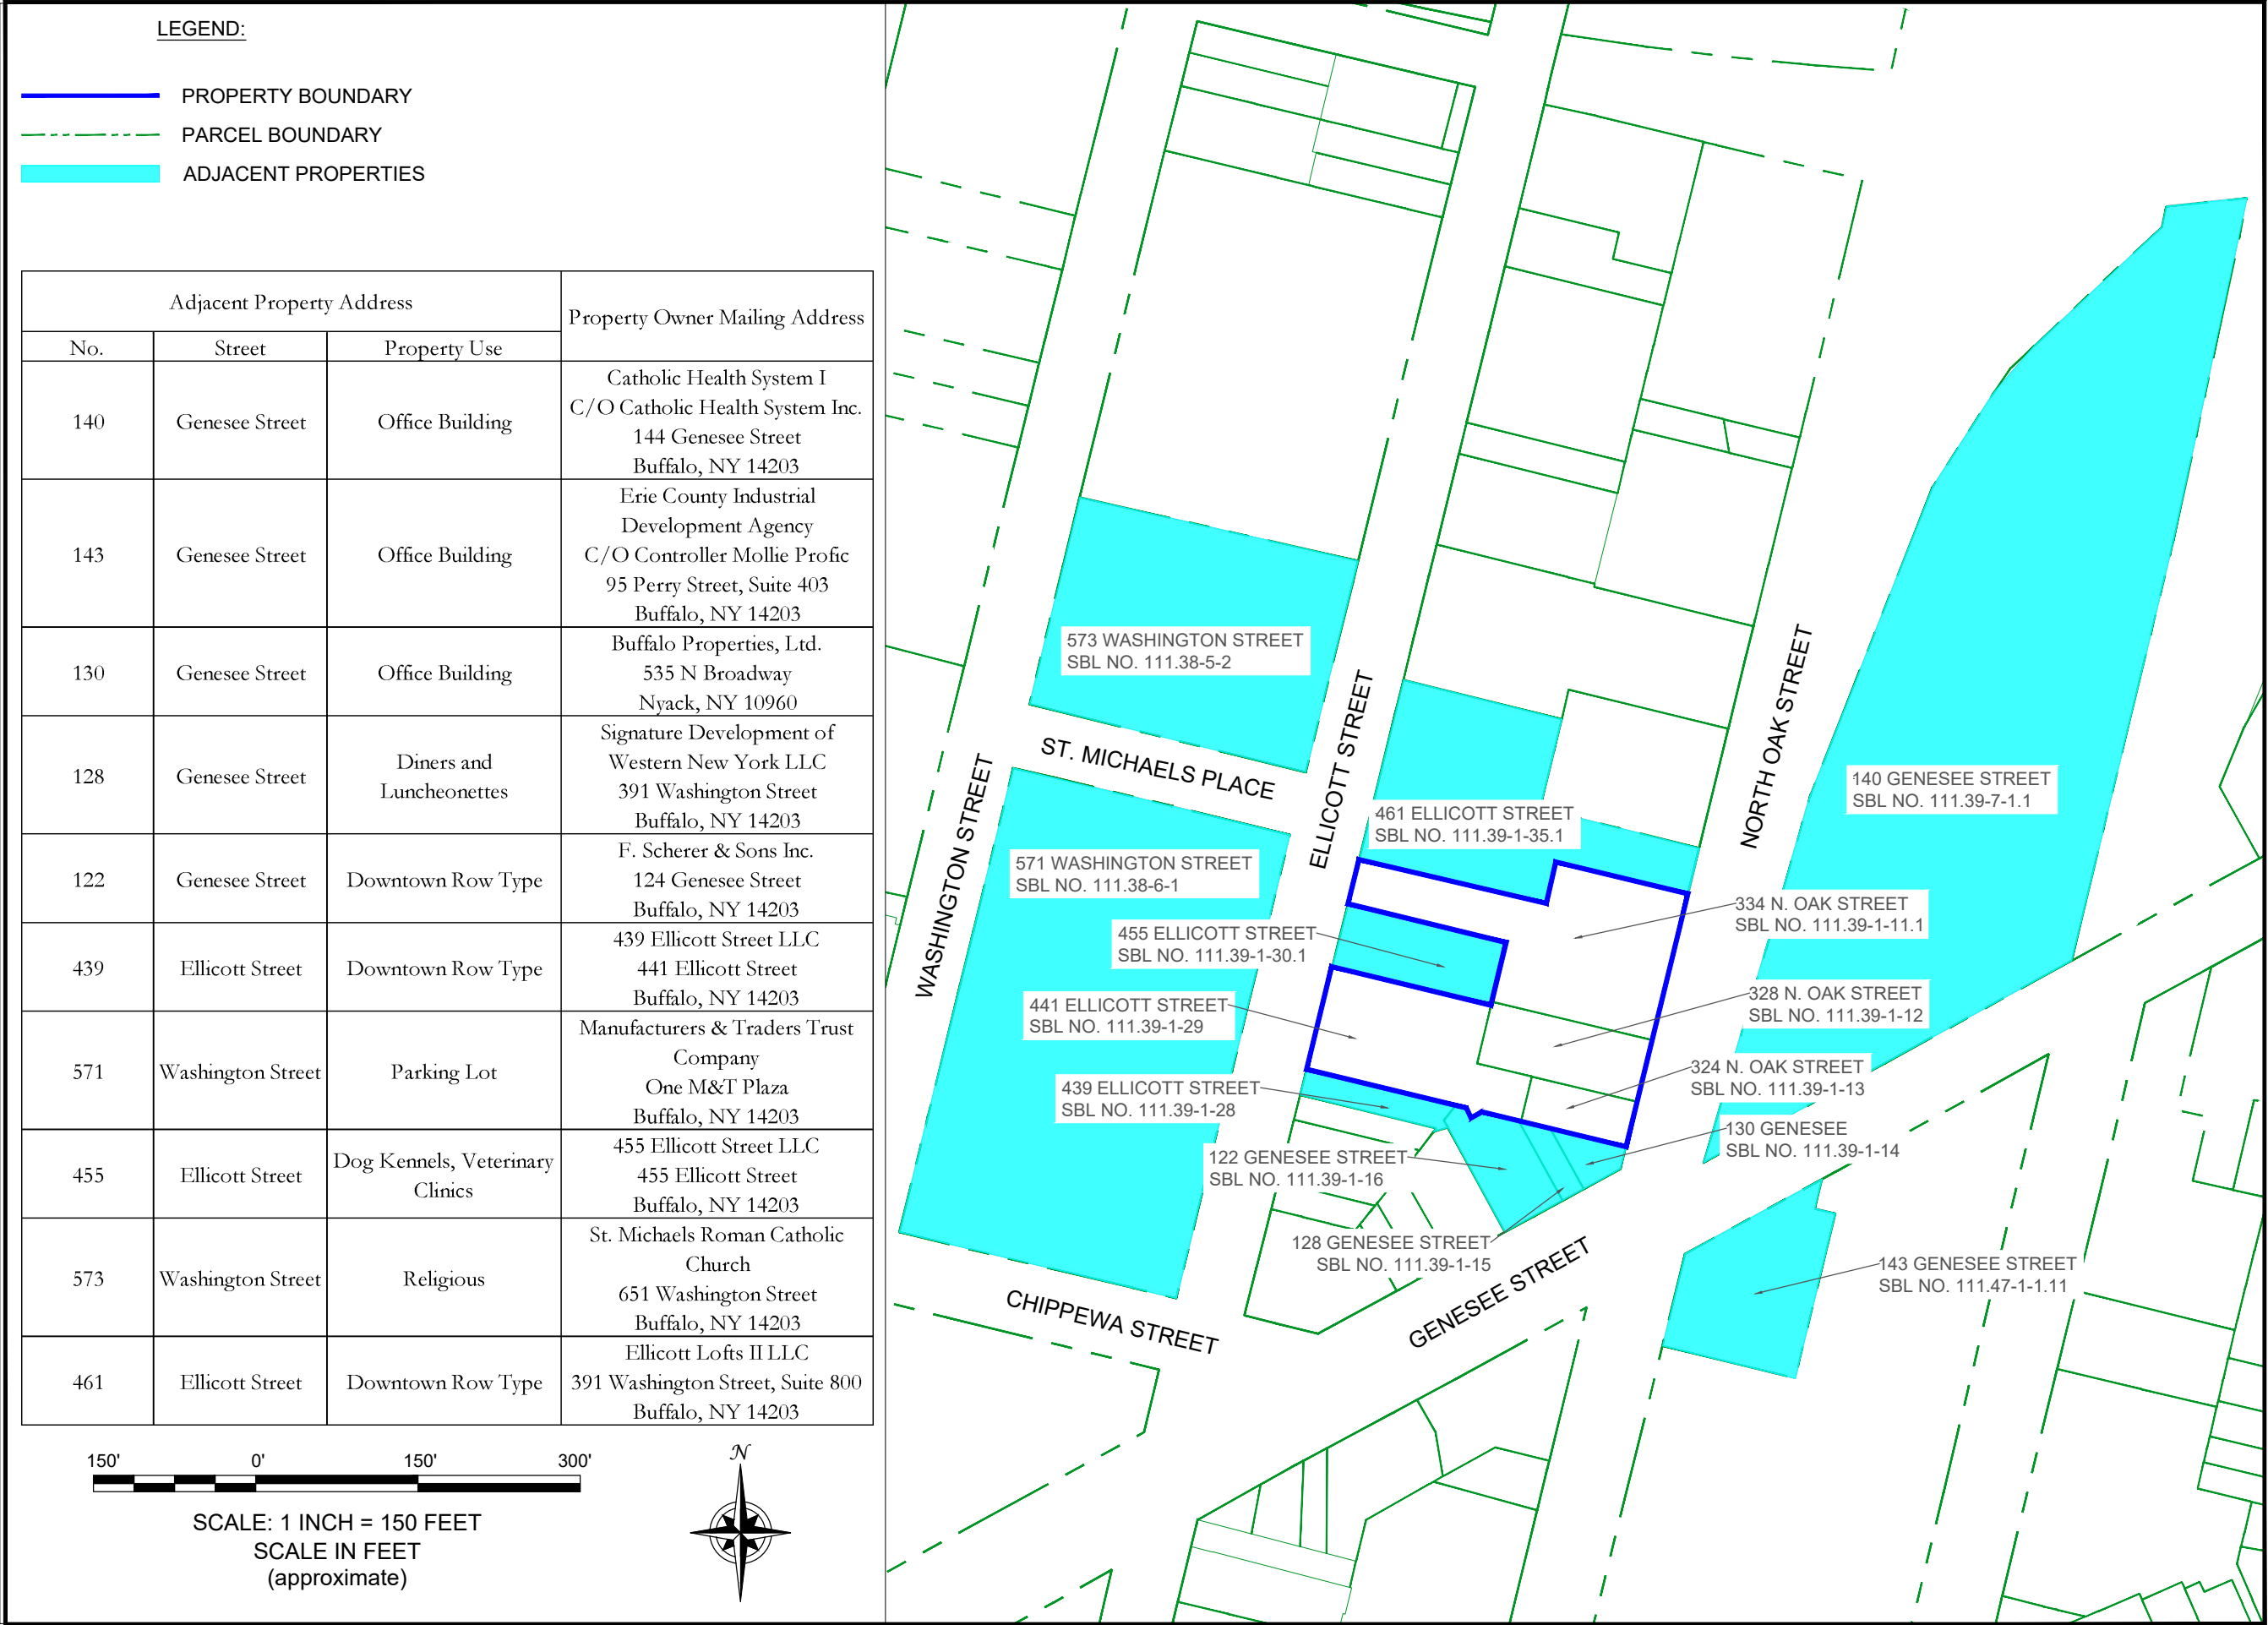 LEGEND:
PROPERTY BOUNDARY
PARCEL BOUNDARY
ADJACENT PROPERTIES
Adjacent Property Address
Property Owner Mailing Address
No.
Street
Property Use
140
Genesee Street
Office Building
Catholic Health System I
C/O Catholic Health System Inc.
144 Genesee Street
Buffalo, NY 14203
143
Genesee Street
Office Building
Erie County Industrial
Development Agency
C/O Controller Mollie Profic
95 Perry Street, Suite 403
Buffalo, NY 14203
130
Genesee Street
Office Building
Buffalo Properties, Ltd.
535 N Broadway
Nyack, NY 10960
128
Genesee Street
Diners and
Luncheonettes
Signature Development of
Western New York LLC
391 Washington Street
Buffalo, NY 14203
122
Genesee Street
Downtown Row Type
F. Scherer & Sons Inc.
124 Genesee Street
Buffalo, NY 14203
439
Ellicott Street
Downtown Row Type
439 Ellicott Street LLC
441 Ellicott Street
Buffalo, NY 14203
571
Washington Street
Parking Lot
Manufacturers & Traders Trust
Company
One M&T Plaza
Buffalo, NY 14203
455
Ellicott Street
Dog Kennels, Veterinary
Clinics
455 Ellicott Street LLC
455 Ellicott Street
Buffalo, NY 14203
573
Washington Street
Religious
St. Michaels Roman Catholic
Church
651 Washington Street
Buffalo, NY 14203
461
Ellicott Street
Downtown Row Type
Ellicott Lofts II LLC
391 Washington Street, Suite 800
Buffalo, NY 14203
150' 0' 150' 300'
SCALE: 1 INCH = 150 FEET
SCALE IN FEET
(approximate)
N
573 WASHINGTON STREET
SBL NO. 111.38-5-2
ST. MICHAELS PLACE
ELLICOTT STREET
WASHINGTON STREET
NORTH OAK STREET
140 GENESEE STREET
SBL NO. 111.39-7-1.1
461 ELLICOTT STREET
SBL NO. 111.39-1-35.1
571 WASHINGTON STREET
SBL NO. 111.38-6-1
334 N. OAK STREET
SBL NO. 111.39-1-11.1
455 ELLICOTT STREET
SBL NO. 111.39-1-30.1
441 ELLICOTT STREET
SBL NO. 111.39-1-29
328 N. OAK STREET
SBL NO. 111.39-1-12
324 N. OAK STREET
SBL NO. 111.39-1-13
439 ELLICOTT STREET
SBL NO. 111.39-1-28
130 GENESEE
SBL NO. 111.39-1-14
122 GENESEE STREET
SBL NO. 111.39-1-16
128 GENESEE STREET
SBL NO. 111.39-1-15
143 GENESEE STREET
SBL NO. 111.47-1-1.11
CHIPPEWA STREET
GENESEE STREET